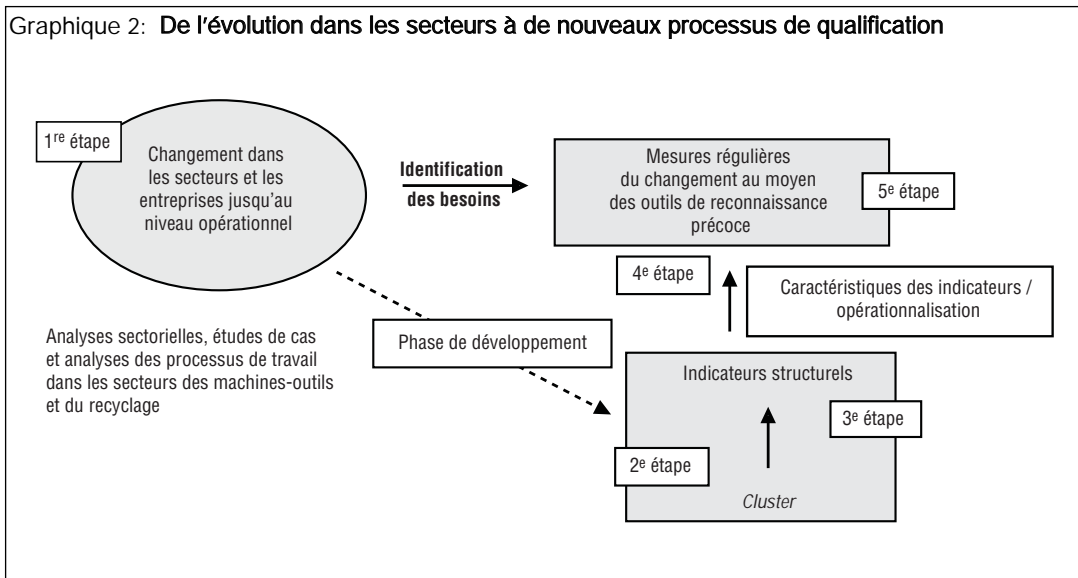 Graphique 2: De l'évolution dans les secteurs à de nouveaux processus de qualification
1re étape
Changement dans
les secteurs et les
entreprises jusqu'au
niveau opérationnel
Identification
des besoins
Mesures régulières
du changement au moyen
des outils de reconnaissance
précoce
5e étape
4e étape
Caractéristiques des indicateurs /
opérationnalisation
Analyses sectorielles, études de cas
et analyses des processus de travail
dans les secteurs des machines-outils
et du recyclage
Phase de développement
Indicateurs structurels
3e étape
2e étape
Cluster